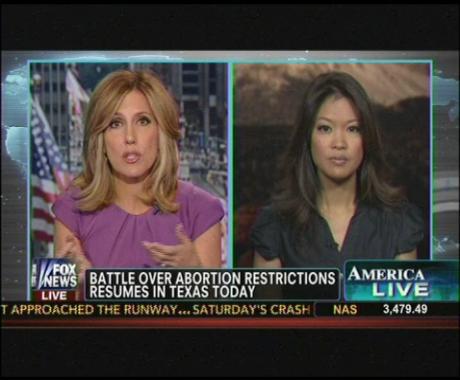 FOX
NEWS
LIVE
BATTLE OVER ABORTION RESTRICTIONS
RESUMES IN TEXAS TODAY
AMERICA
LIVE
T APPROACHED THE RUNWAY... SATURDAY'S CRASH
NAS 3,479.49